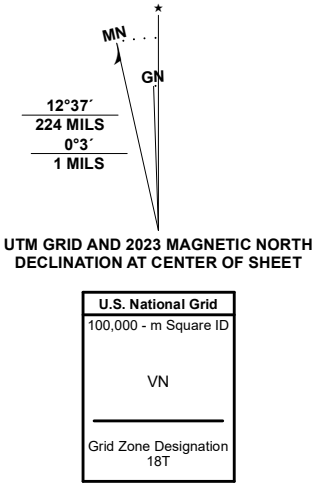 ★
MN
GN
12°37´
224 MILS
0°3´
1 MILS
UTM GRID AND 2023 MAGNETIC NORTH
DECLINATION AT CENTER OF SHEET
U.S. National Grid
100,000 - m Square ID
VN
Grid Zone Designation
18T